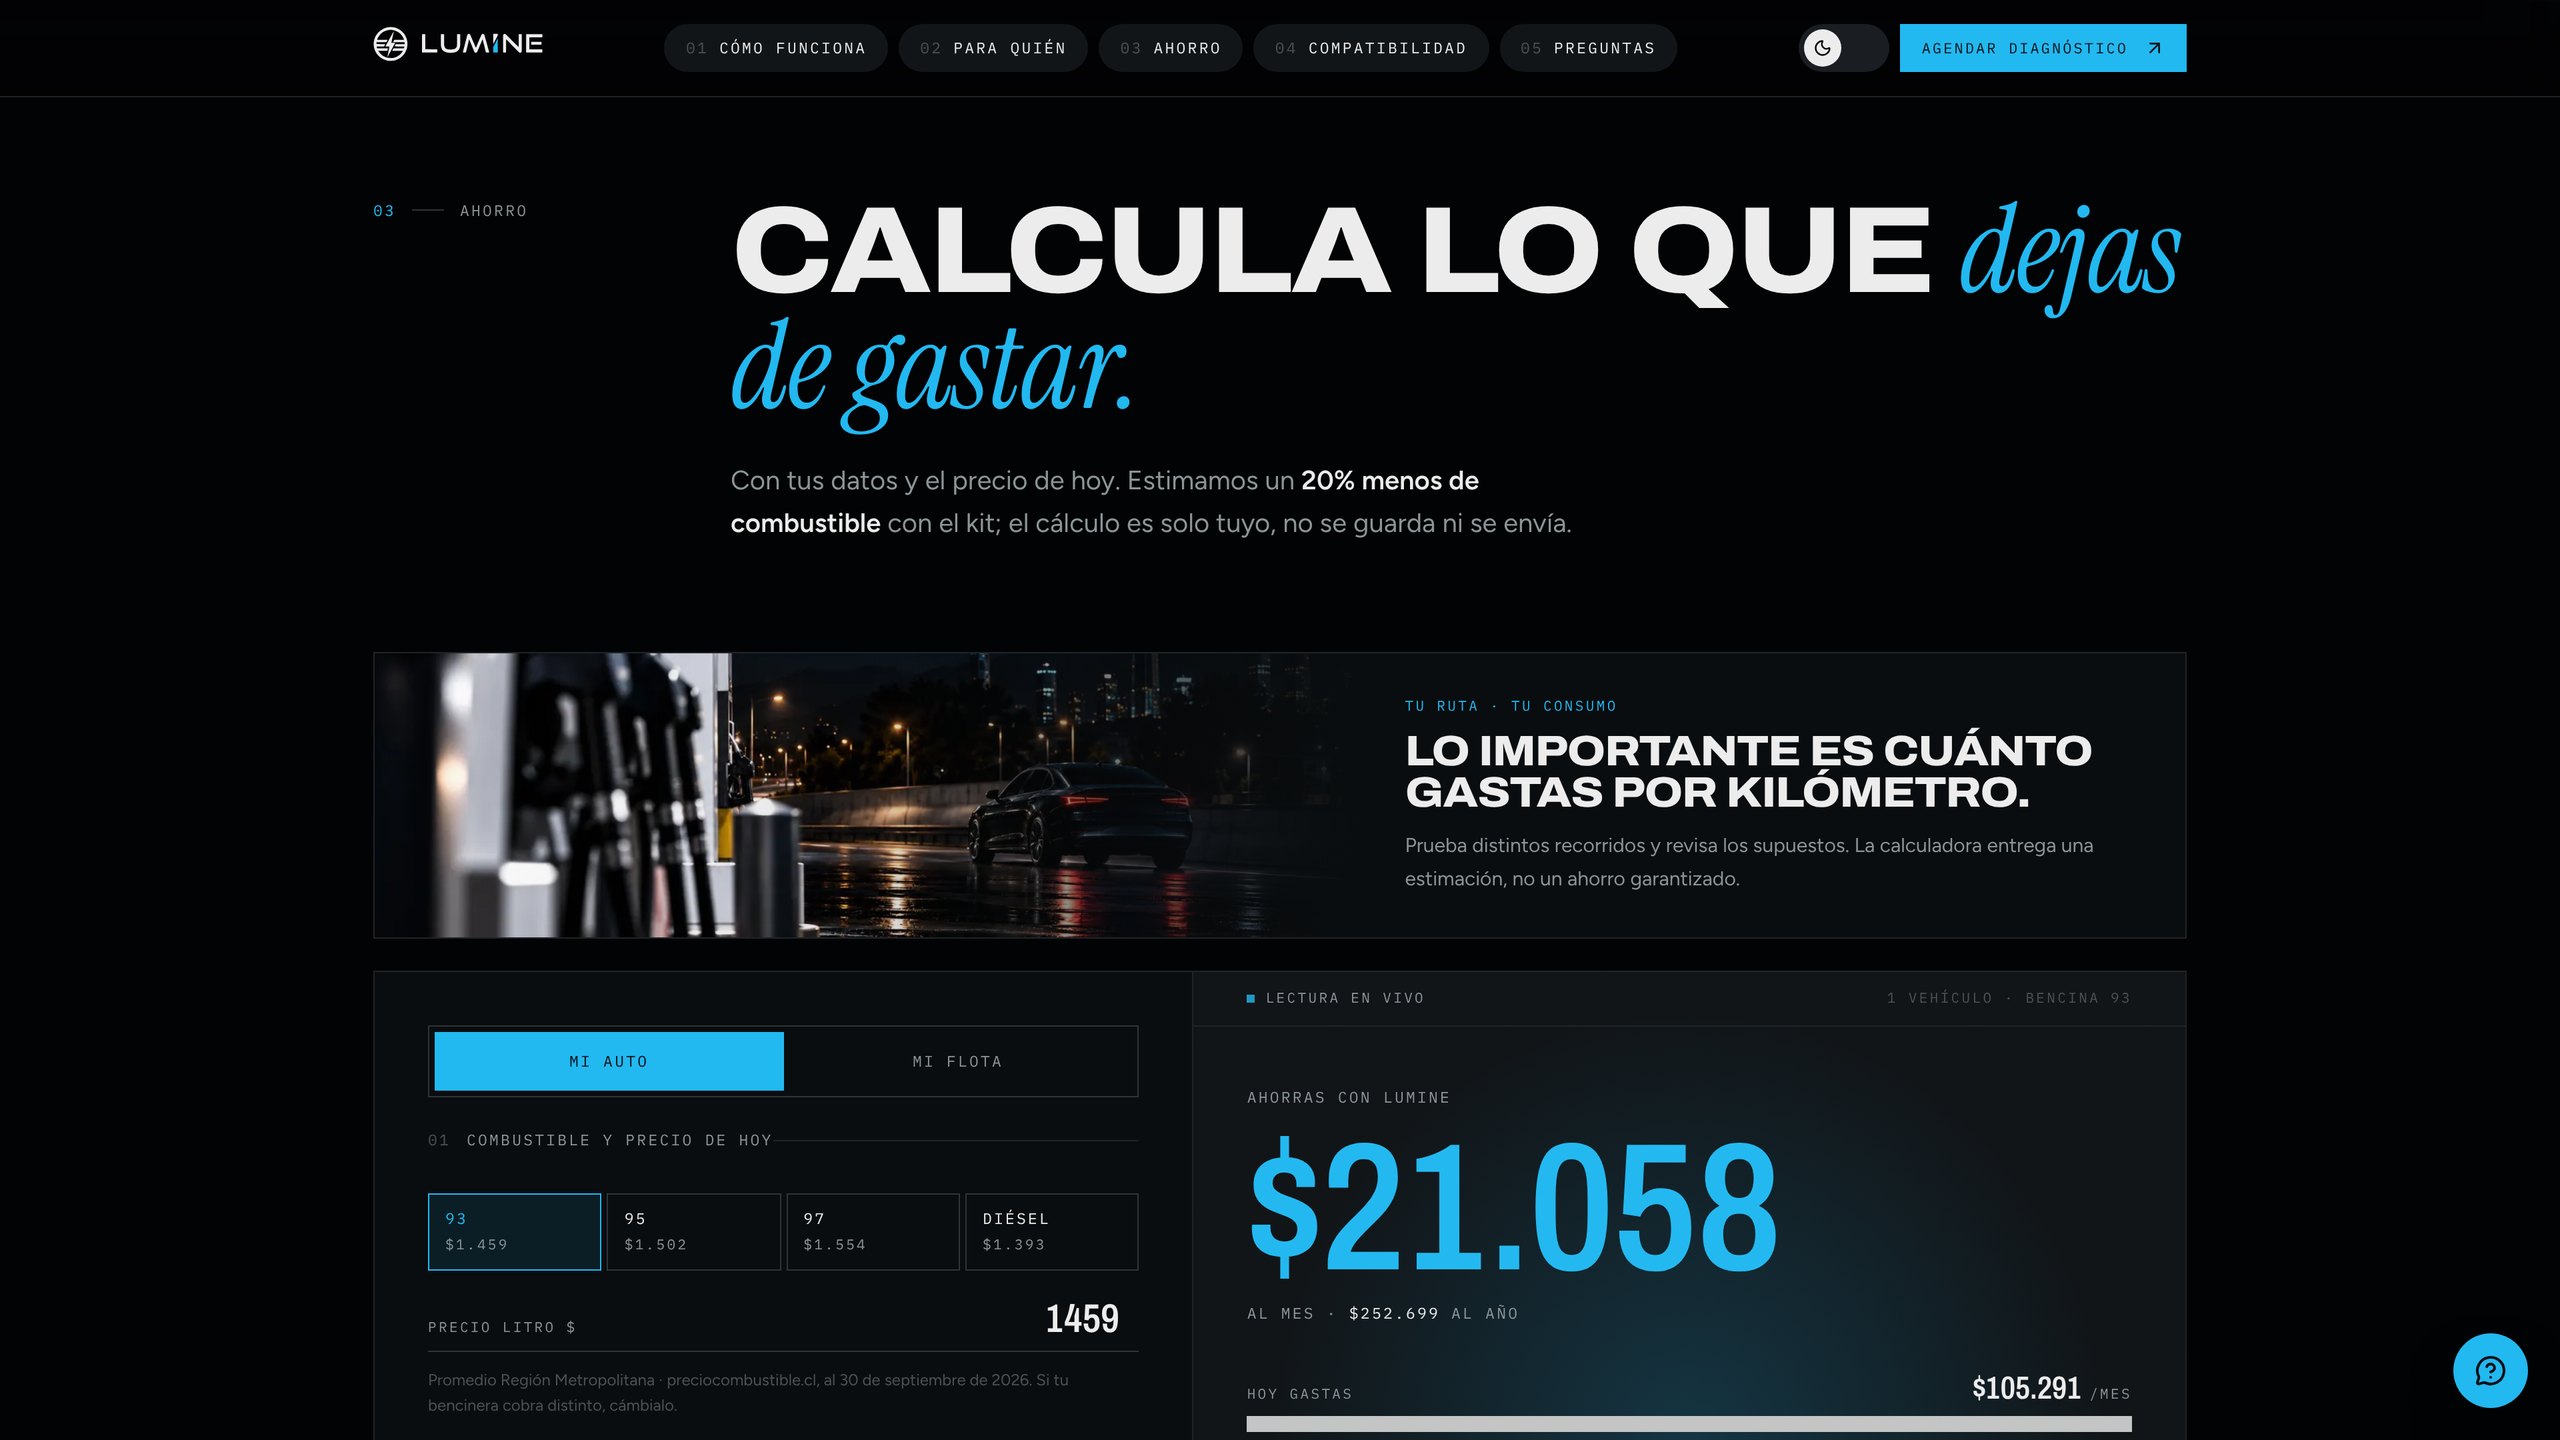 LUMINE
01 CÓMO FUNCIONA
02 PARA QUIÉN
03 AHORRO
04 COMPATIBILIDAD
05 PREGUNTAS
AGENDAR DIAGNÓSTICO
03 — AHORRO
CALCULA LO QUE dejas
de gastar.
Con tus datos y el precio de hoy. Estimamos un 20% menos de
combustible con el kit; el cálculo es solo tuyo, no se guarda ni se envía.
TU RUTA · TU CONSUMO
LO IMPORTANTE ES CUÁNTO
GASTAS POR KILÓMETRO.
Prueba distintos recorridos y revisa los supuestos. La calculadora entrega una
estimación, no un ahorro garantizado.
MI AUTO
MI FLOTA
01 COMBUSTIBLE Y PRECIO DE HOY
93
$1.459
95
$1.502
97
$1.554
DIÉSEL
$1.393
PRECIO LITRO $
1459
Promedio Región Metropolitana · preciocombustible.cl, al 30 de septiembre de 2026. Si tu
bencinera cobra distinto, cámbialo.
LECTURA EN VIVO
1 VEHÍCULO · BENCINA 93
AHORRAS CON LUMINE
$21.058
AL MES · $252.699 AL AÑO
HOY GASTAS
$105.291 /MES